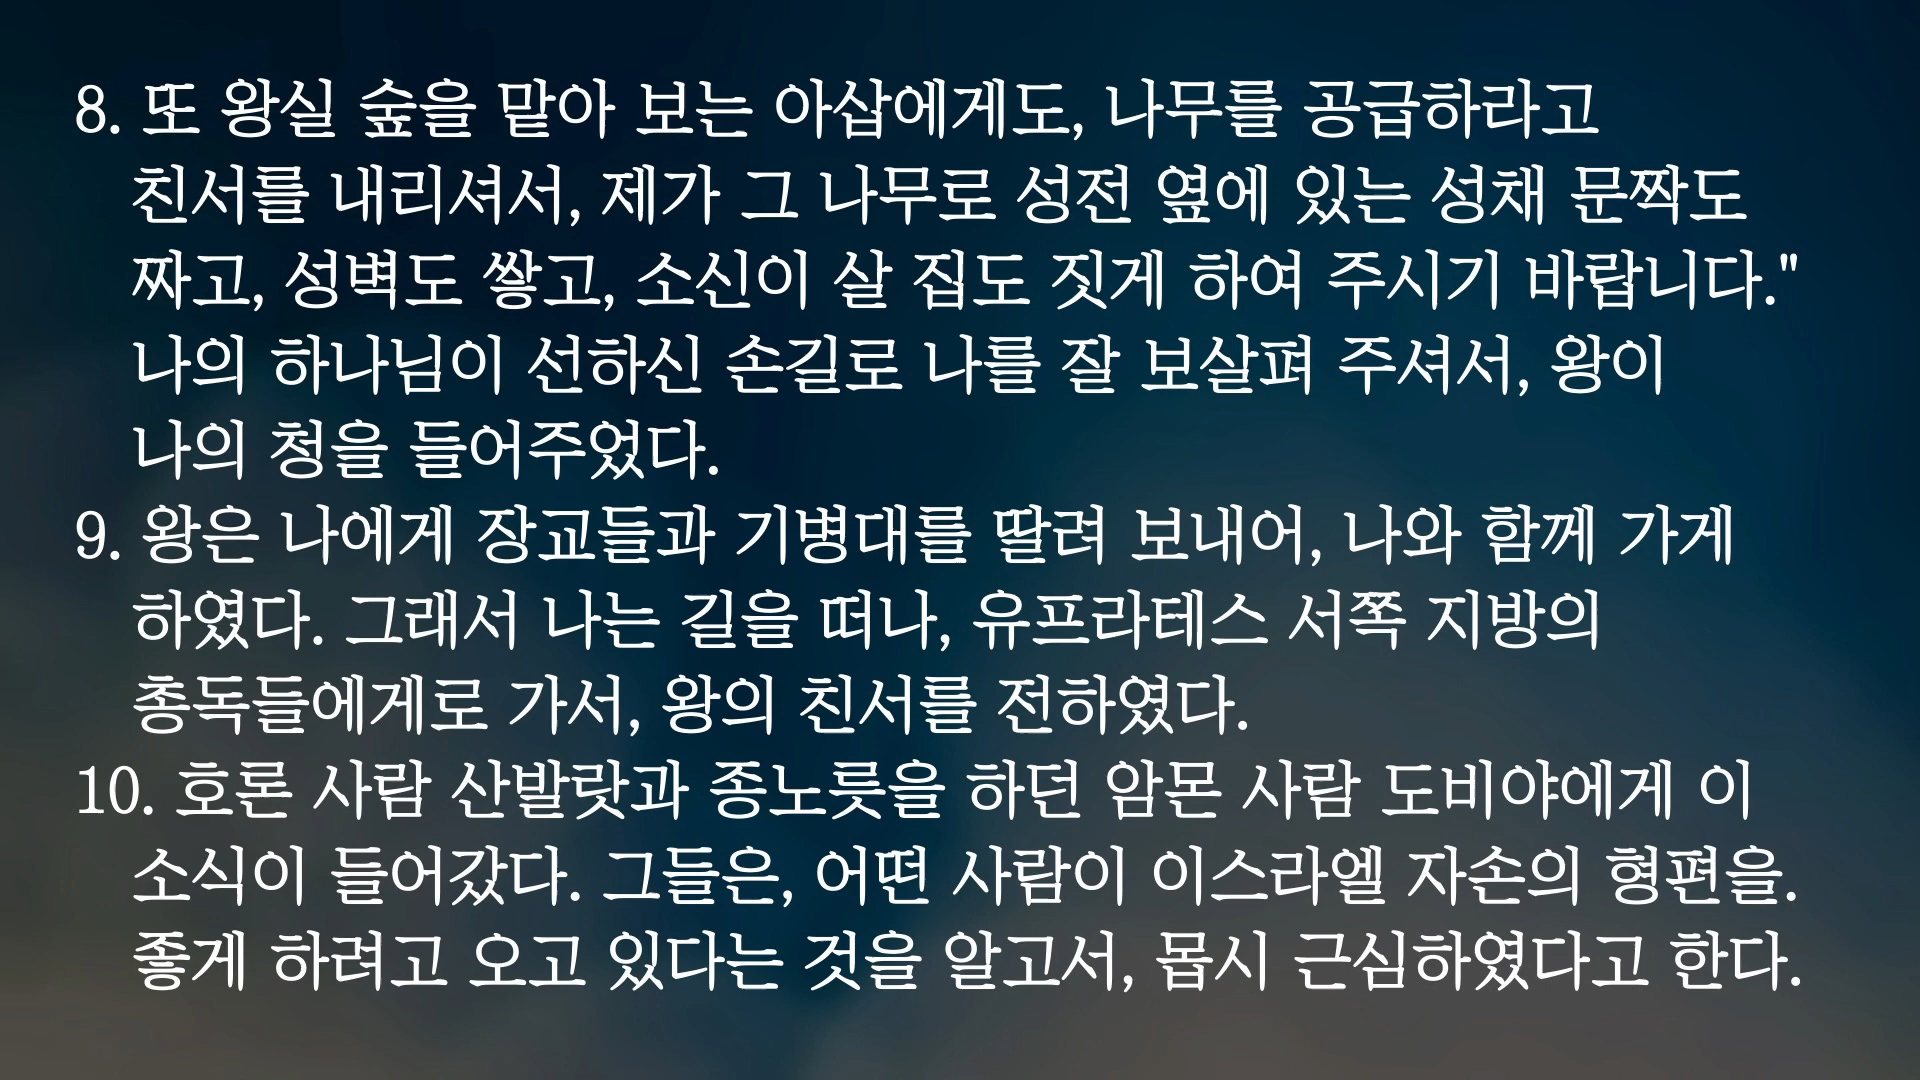 8. 또 왕실 숲을 맡아 보는 아삽에게도, 나무를 공급하라고
친서를 내리셔서, 제가 그 나무로 성전 옆에 있는 성채 문짝도
짜고, 성벽도 쌓고, 소신이 살 집도 짓게 하여 주시기 바랍니다."
나의 하나님이 선하신 손길로 나를 잘 보살펴 주셔서, 왕이
나의 청을 들어주었다.
9. 왕은 나에게 장교들과 기병대를 딸려 보내어, 나와 함께 가게
하였다. 그래서 나는 길을 떠나, 유프라테스 서쪽 지방의
총독들에게로 가서, 왕의 친서를 전하였다.
10. 호론 사람 산발랏과 종노릇을 하던 암몬 사람 도비야에게 이
소식이 들어갔다. 그들은, 어떤 사람이 이스라엘 자손의 형편을.
좋게 하려고 오고 있다는 것을 알고서, 몹시 근심하였다고 한다.